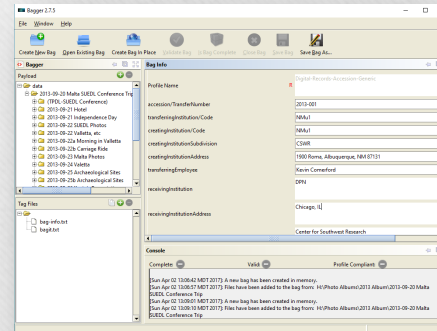 Bagger 2.7.5
File Window Help
Create New Bag Open Existing Bag Create Bag In Place Validate Bag Is Bag Complete Close Bag Save Bag Save Bag As...
Bagger
Payload
data
2013-09-20 Malta SUEDL Conference Trip
(TPDL-SUEDL Conference)
2013-09-21 Hotel
2013-09-21 Independence Day
2013-09-22 SUEDL Photos
2013-09-22 Valletta, etc
2013-09-22a Morning in Valletta
2013-09-22b Carriage Ride
2013-09-23 Malta Photos
2013-09-24 Valette
2013-09-25 Archaeological Sites
2013-09-25b Archaeological Sites
Tag Files
bag-info.txt
bagit.txt
Bag Info
Profile Name
Digital-Records-Accession-Generic
accession/TransferNumber
2013-001
transferringInstitution/Code
NMu1
creatingInstitution/Code
NMu1
creatingInstitutionSubdivision
CSWR
creatingInstitutionAddress
1900 Roma, Albuquerque, NM 87131
transferringEmployee
Kevin Comerford
receivingInstitution
DPN
receivingInstitutionAddress
Chicago, IL
Center for Southwest Research
Console
Complete: Valid: Profile Compliant:
[Sun Apr 02 13:06:42 MDT 2017]: A new bag has been created in memory.
[Sun Apr 02 13:06:57 MDT 2017]: Files have been added to the bag from: H:\Photo Albums\2013 Album\2013-09-20 Malta
SUEDL Conference Trip
[Sun Apr 02 13:09:01 MDT 2017]: A new bag has been created in memory.
[Sun Apr 02 13:09:10 MDT 2017]: Files have been added to the bag from: H:\Photo Albums\2013 Album\2013-09-20 Malta
SUEDL Conference Trip